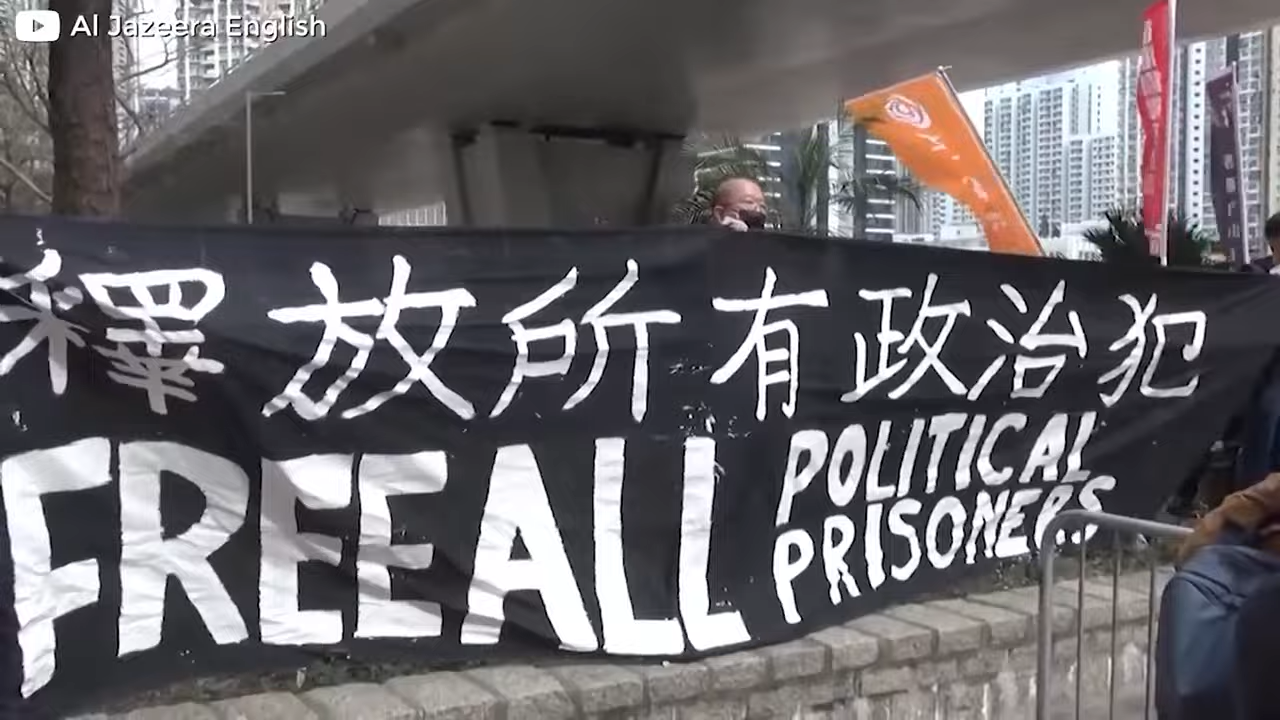 Al Jazeera English
釋放所有政治犯
FREE ALL
POLITICAL
PRISONERS